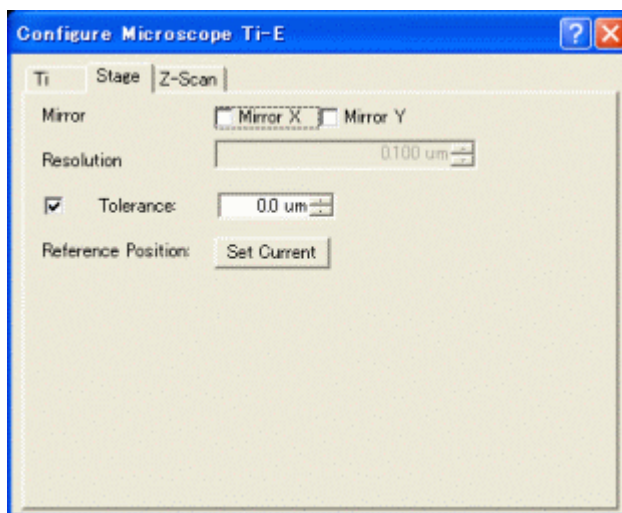 Configure Microscope Ti-E
Ti Stage Z-Scan
Mirror Mirror X Mirror Y
Resolution 0.100 um
Tolerance: 0.0 um
Reference Position: Set Current